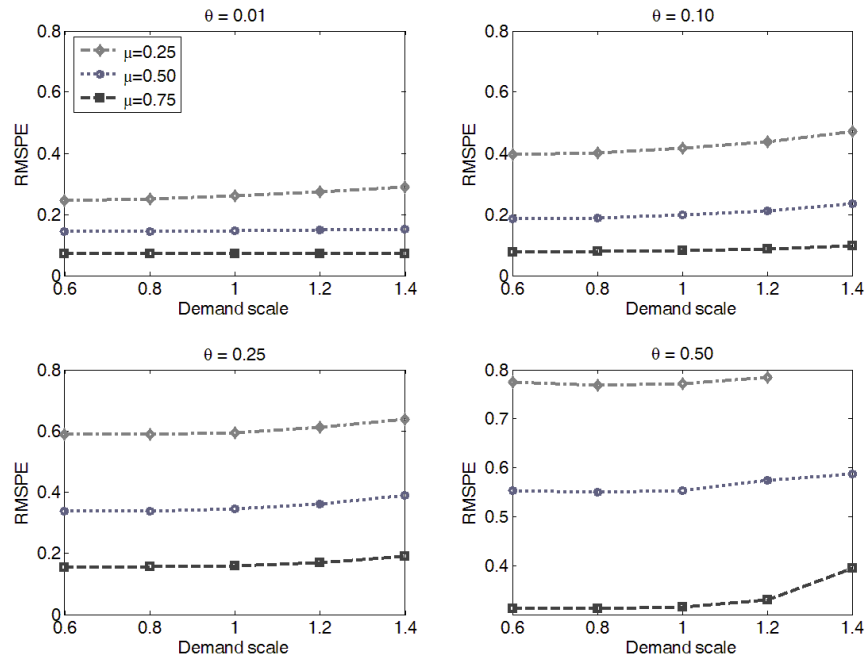 θ = 0.01
0.8
0.6
0.4
0.2
0
RMSPE
μ=0.25
μ=0.50
μ=0.75
0.6 0.8 1 1.2 1.4
Demand scale
θ = 0.10
0.8
0.6
0.4
0.2
0
RMSPE
0.6 0.8 1 1.2 1.4
Demand scale
θ = 0.25
0.8
0.6
0.4
0.2
0
RMSPE
0.6 0.8 1 1.2 1.4
Demand scale
θ = 0.50
0.8
0.7
0.6
0.5
0.4
RMSPE
0.6 0.8 1 1.2 1.4
Demand scale